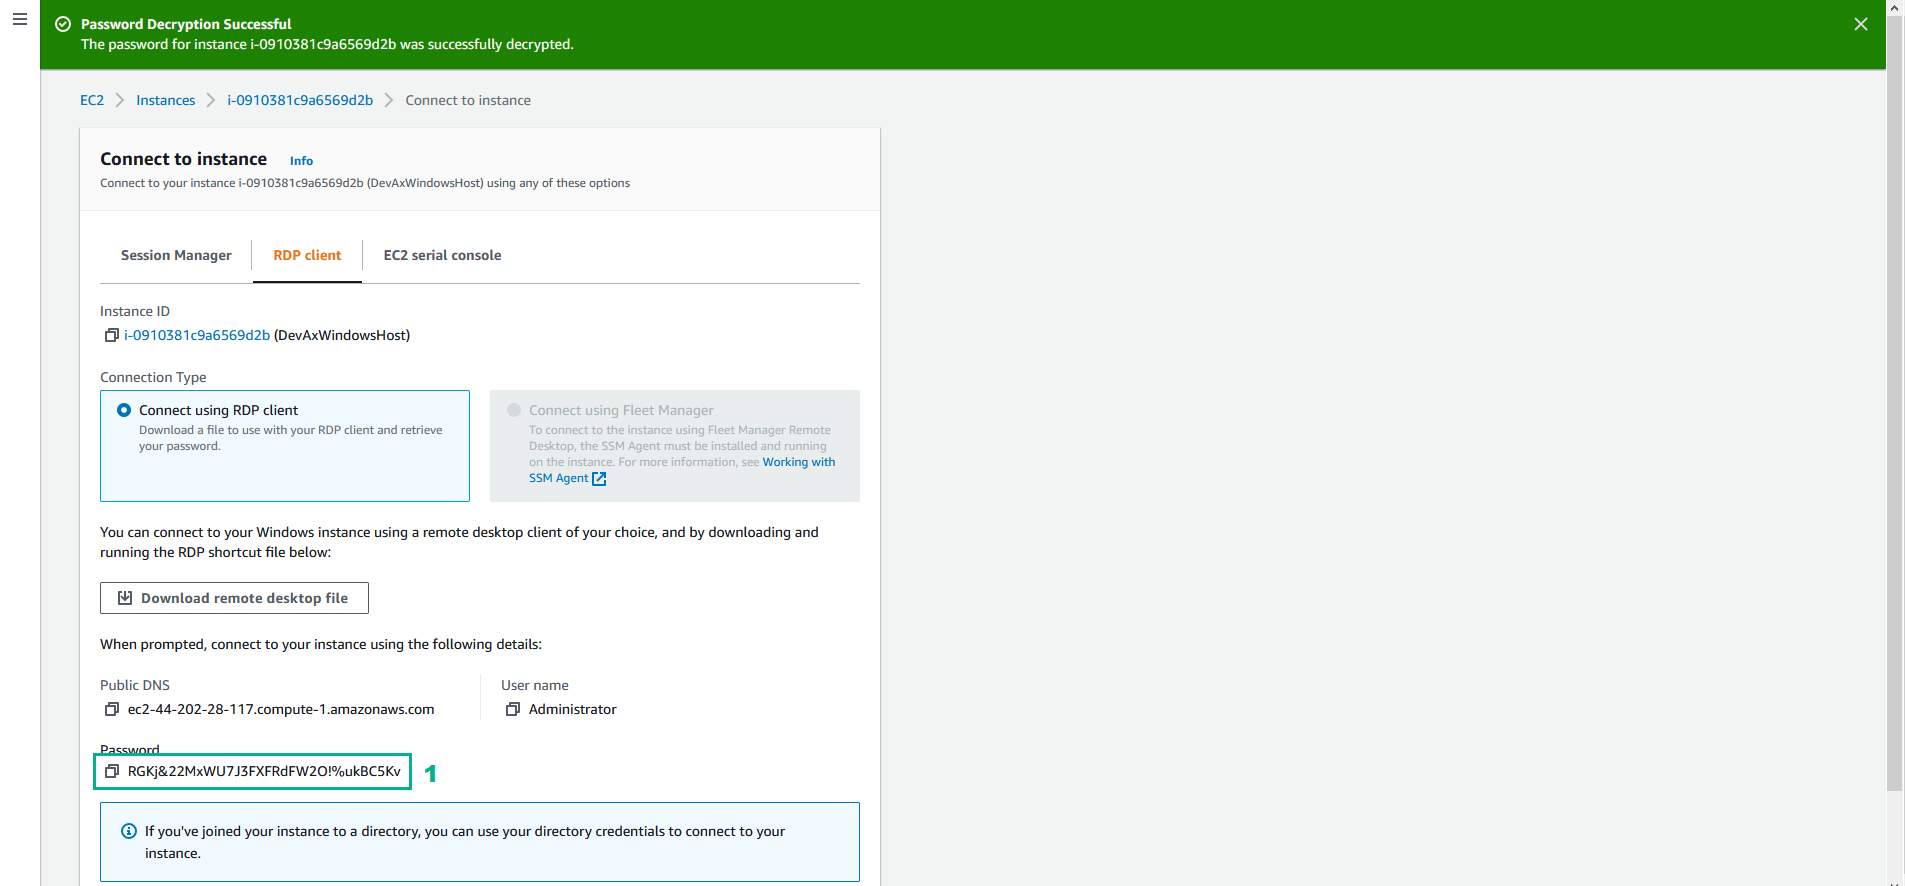 Password Decryption Successful
The password for instance i-0910381c9a6569d2b was successfully decrypted.
EC2 > Instances > i-0910381c9a6569d2b > Connect to instance
Connect to instance Info
Connect to your instance i-0910381c9a6569d2b (DevAxWindowsHost) using any of these options
Session Manager RDP client EC2 serial console
Instance ID
i-0910381c9a6569d2b (DevAxWindowsHost)
Connection Type
Connect using RDP client
Download a file to use with your RDP client and retrieve
your password.
Connect using Fleet Manager
To connect to the instance using Fleet Manager Remote
Desktop, the SSM Agent must be installed and running
on the instance. For more information, see Working with
SSM Agent
You can connect to your Windows instance using a remote desktop client of your choice, and by downloading and
running the RDP shortcut file below:
Download remote desktop file
When prompted, connect to your instance using the following details:
Public DNS
ec2-44-202-28-117.compute-1.amazonaws.com
User name
Administrator
Password
RGKj&22MxWU7J3FXFRdFW2O!%ukBC5Kv 1
If you've joined your instance to a directory, you can use your directory credentials to connect to your
instance.